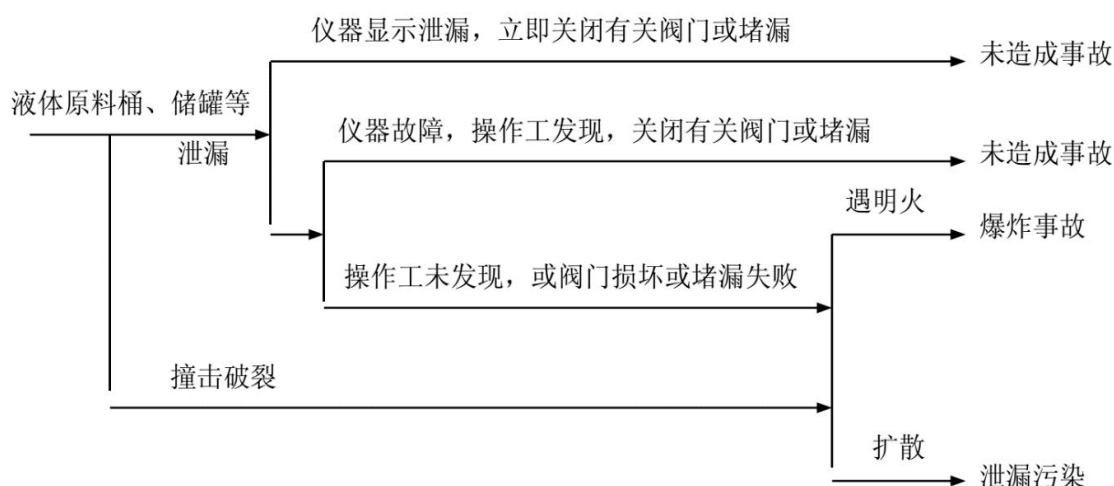 仪器显示泄漏，立即关闭有关阀门或堵漏
未造成事故
液体原料桶、储罐等
泄漏
仪器故障，操作工发现，关闭有关阀门或堵漏
未造成事故
遇明火
爆炸事故
操作工未发现，或阀门损坏或堵漏失败
撞击破裂
扩散
泄漏污染